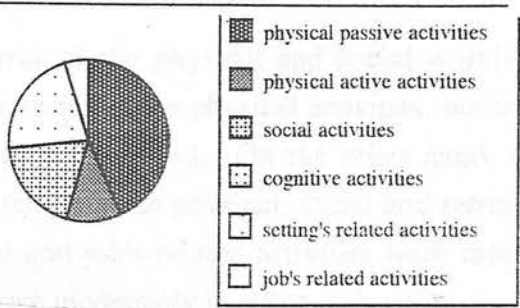 physical passive activities
physical active activities
social activities
cognitive activities
setting's related activities
job's related activities